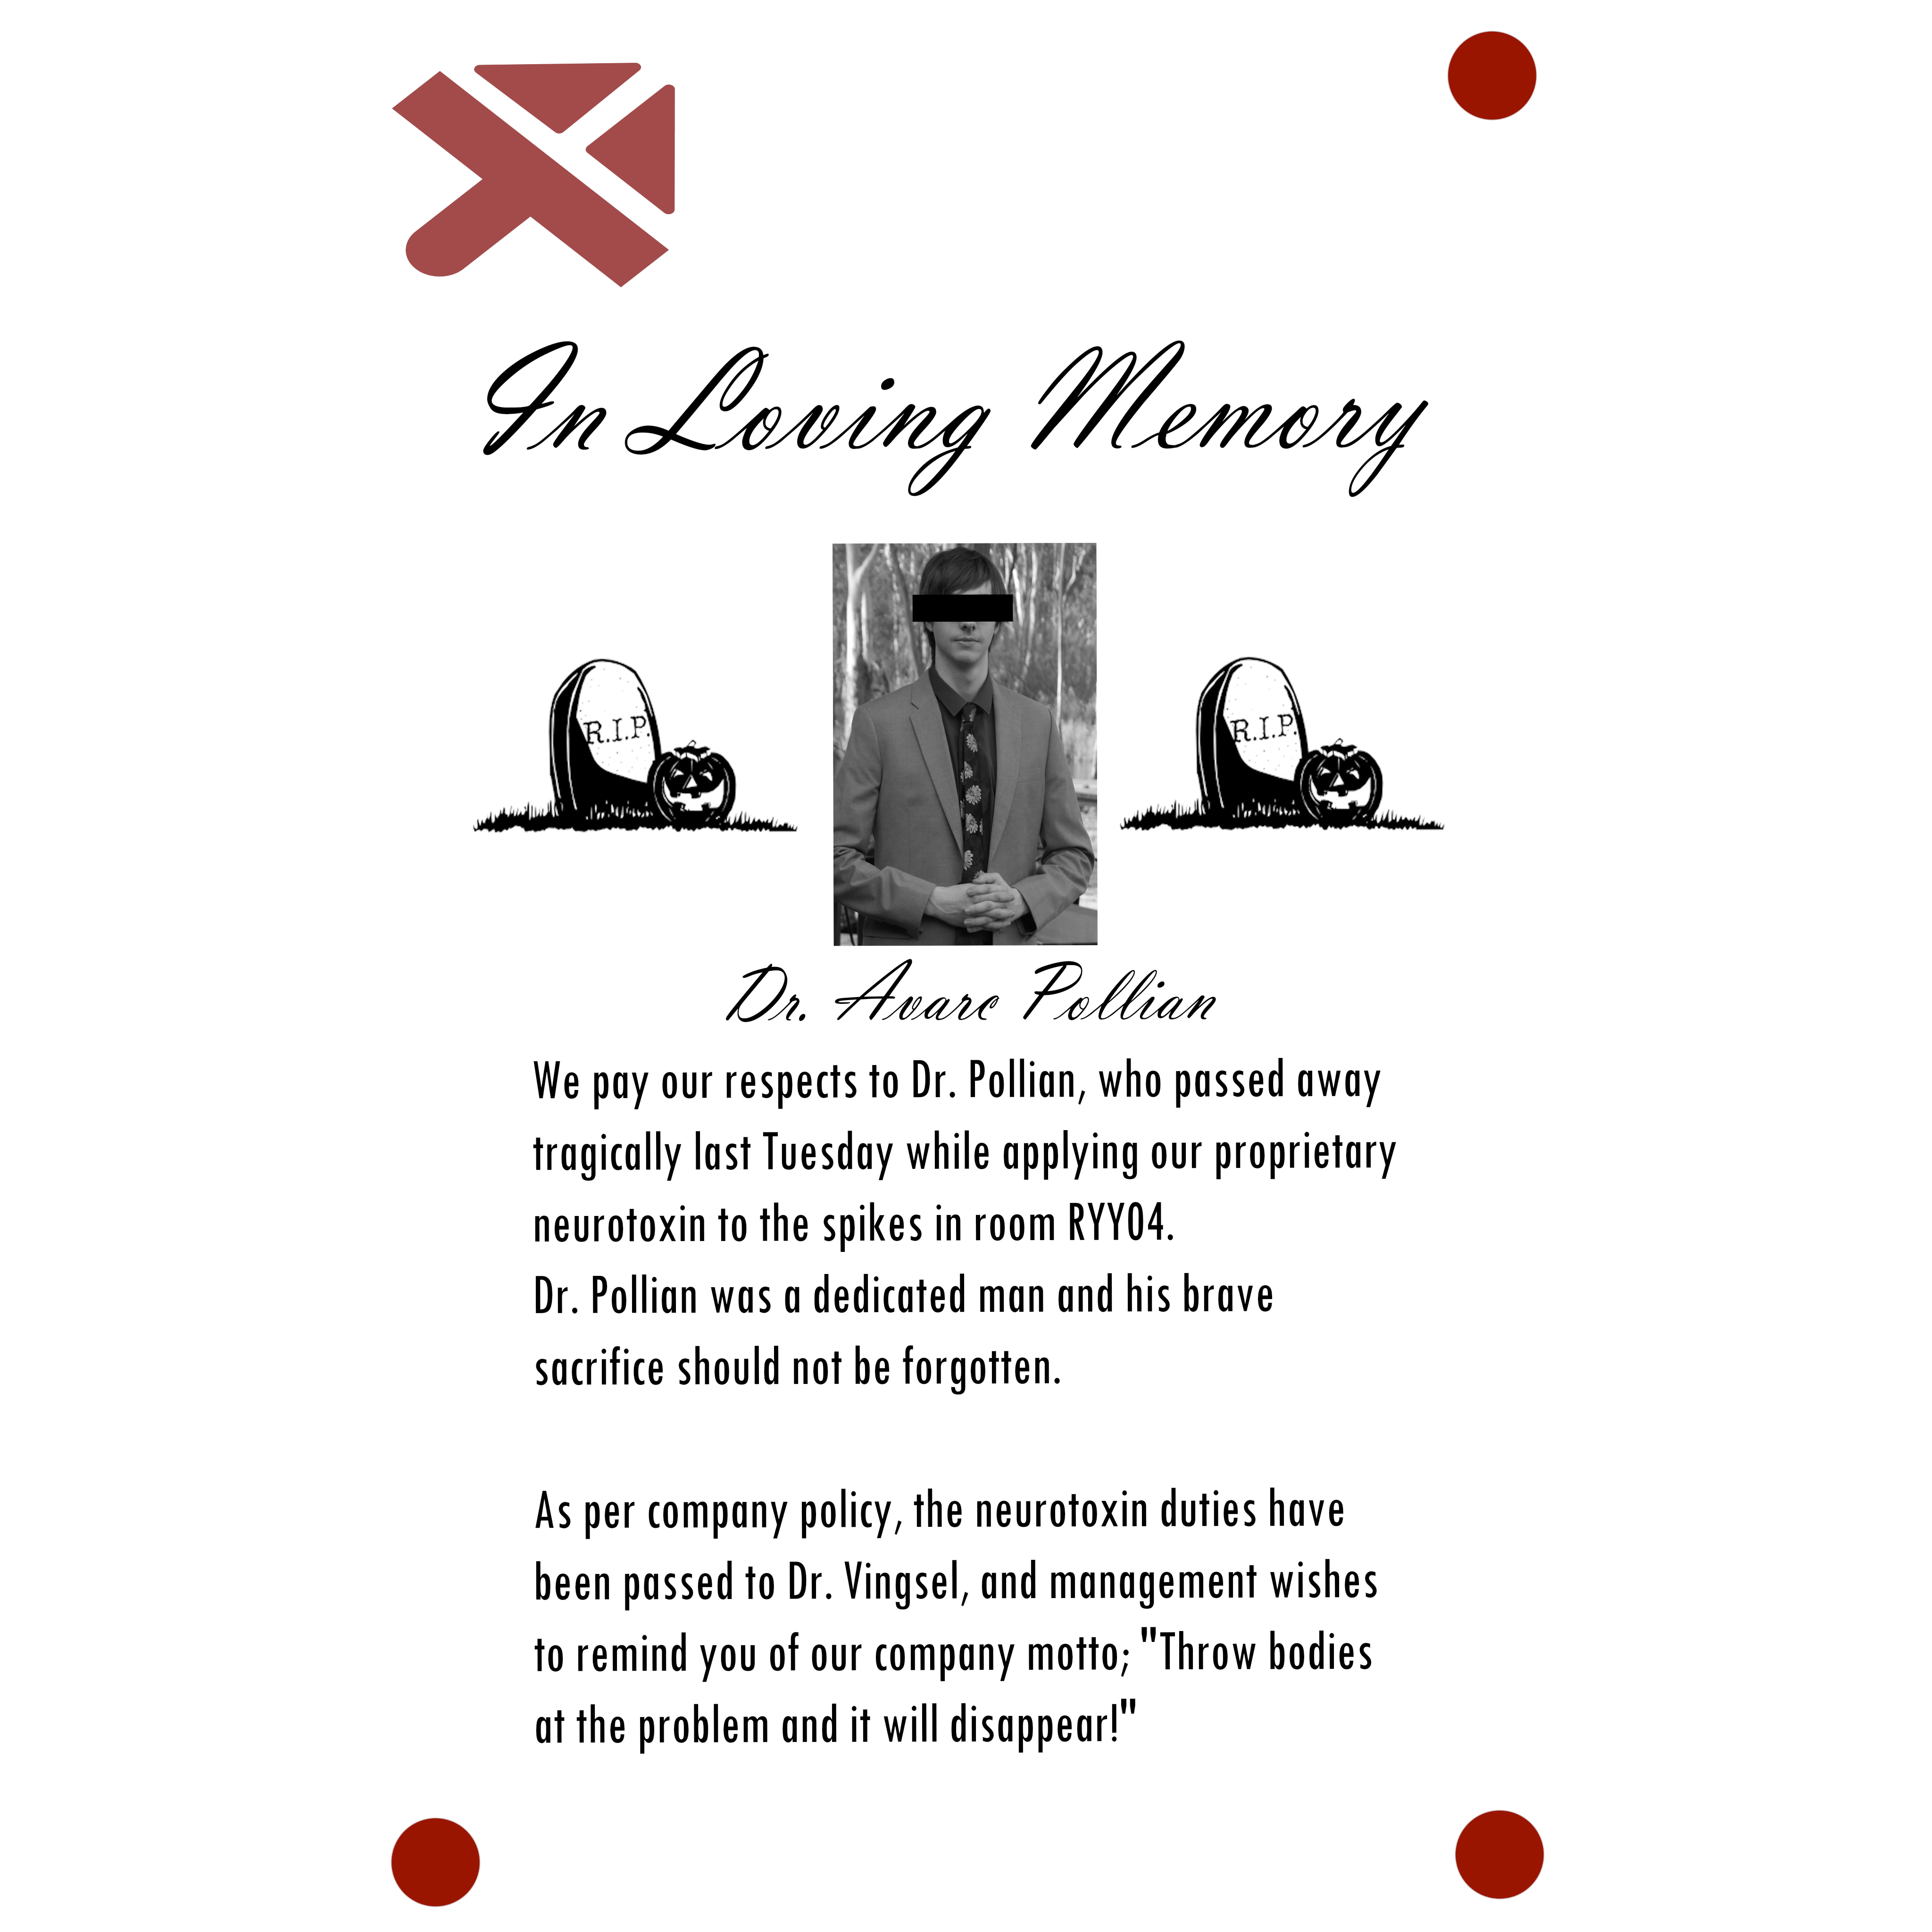 In Loving Memory
R.I.P.
R.I.P.
Dr. Avarc Pollian
We pay our respects to Dr. Pollian, who passed away
tragically last Tuesday while applying our proprietary
neurotoxin to the spikes in room RYY04.
Dr. Pollian was a dedicated man and his brave
sacrifice should not be forgotten.
As per company policy, the neurotoxin duties have
been passed to Dr. Vingsel, and management wishes
to remind you of our company motto; "Throw bodies
at the problem and it will disappear!"